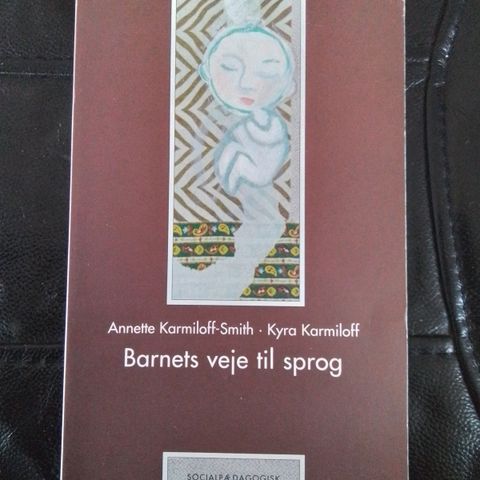 Annette Karmiloff-Smith · Kyra Karmiloff
Barnets veje til sprog
SOCIALPÆDAGOGISK